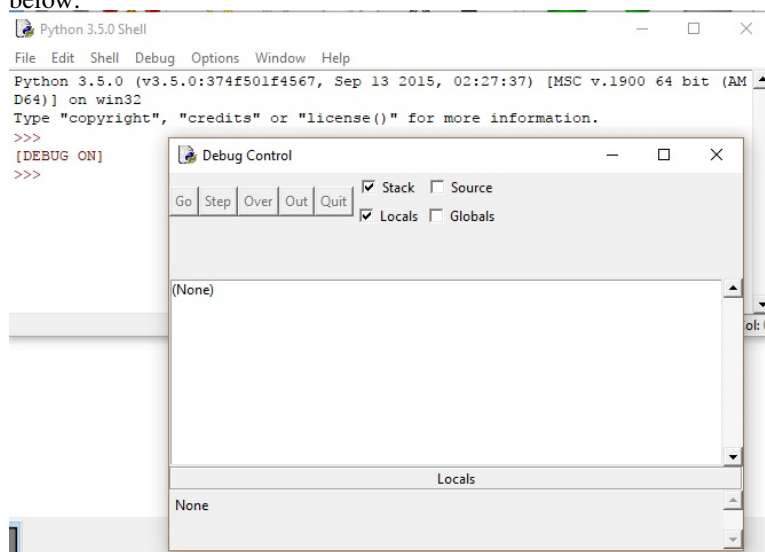 below.
Python 3.5.0 Shell
File Edit Shell Debug Options Window Help
Python 3.5.0 (v3.5.0:374f501f4567, Sep 13 2015, 02:27:37) [MSC v.1900 64 bit (AM
D64)] on win32
Type "copyright", "credits" or "license()" for more information.
>>>
[DEBUG ON]
>>>
Debug Control
Go Step Over Out Quit
Stack Source
Locals Globals
(None)
Locals
None